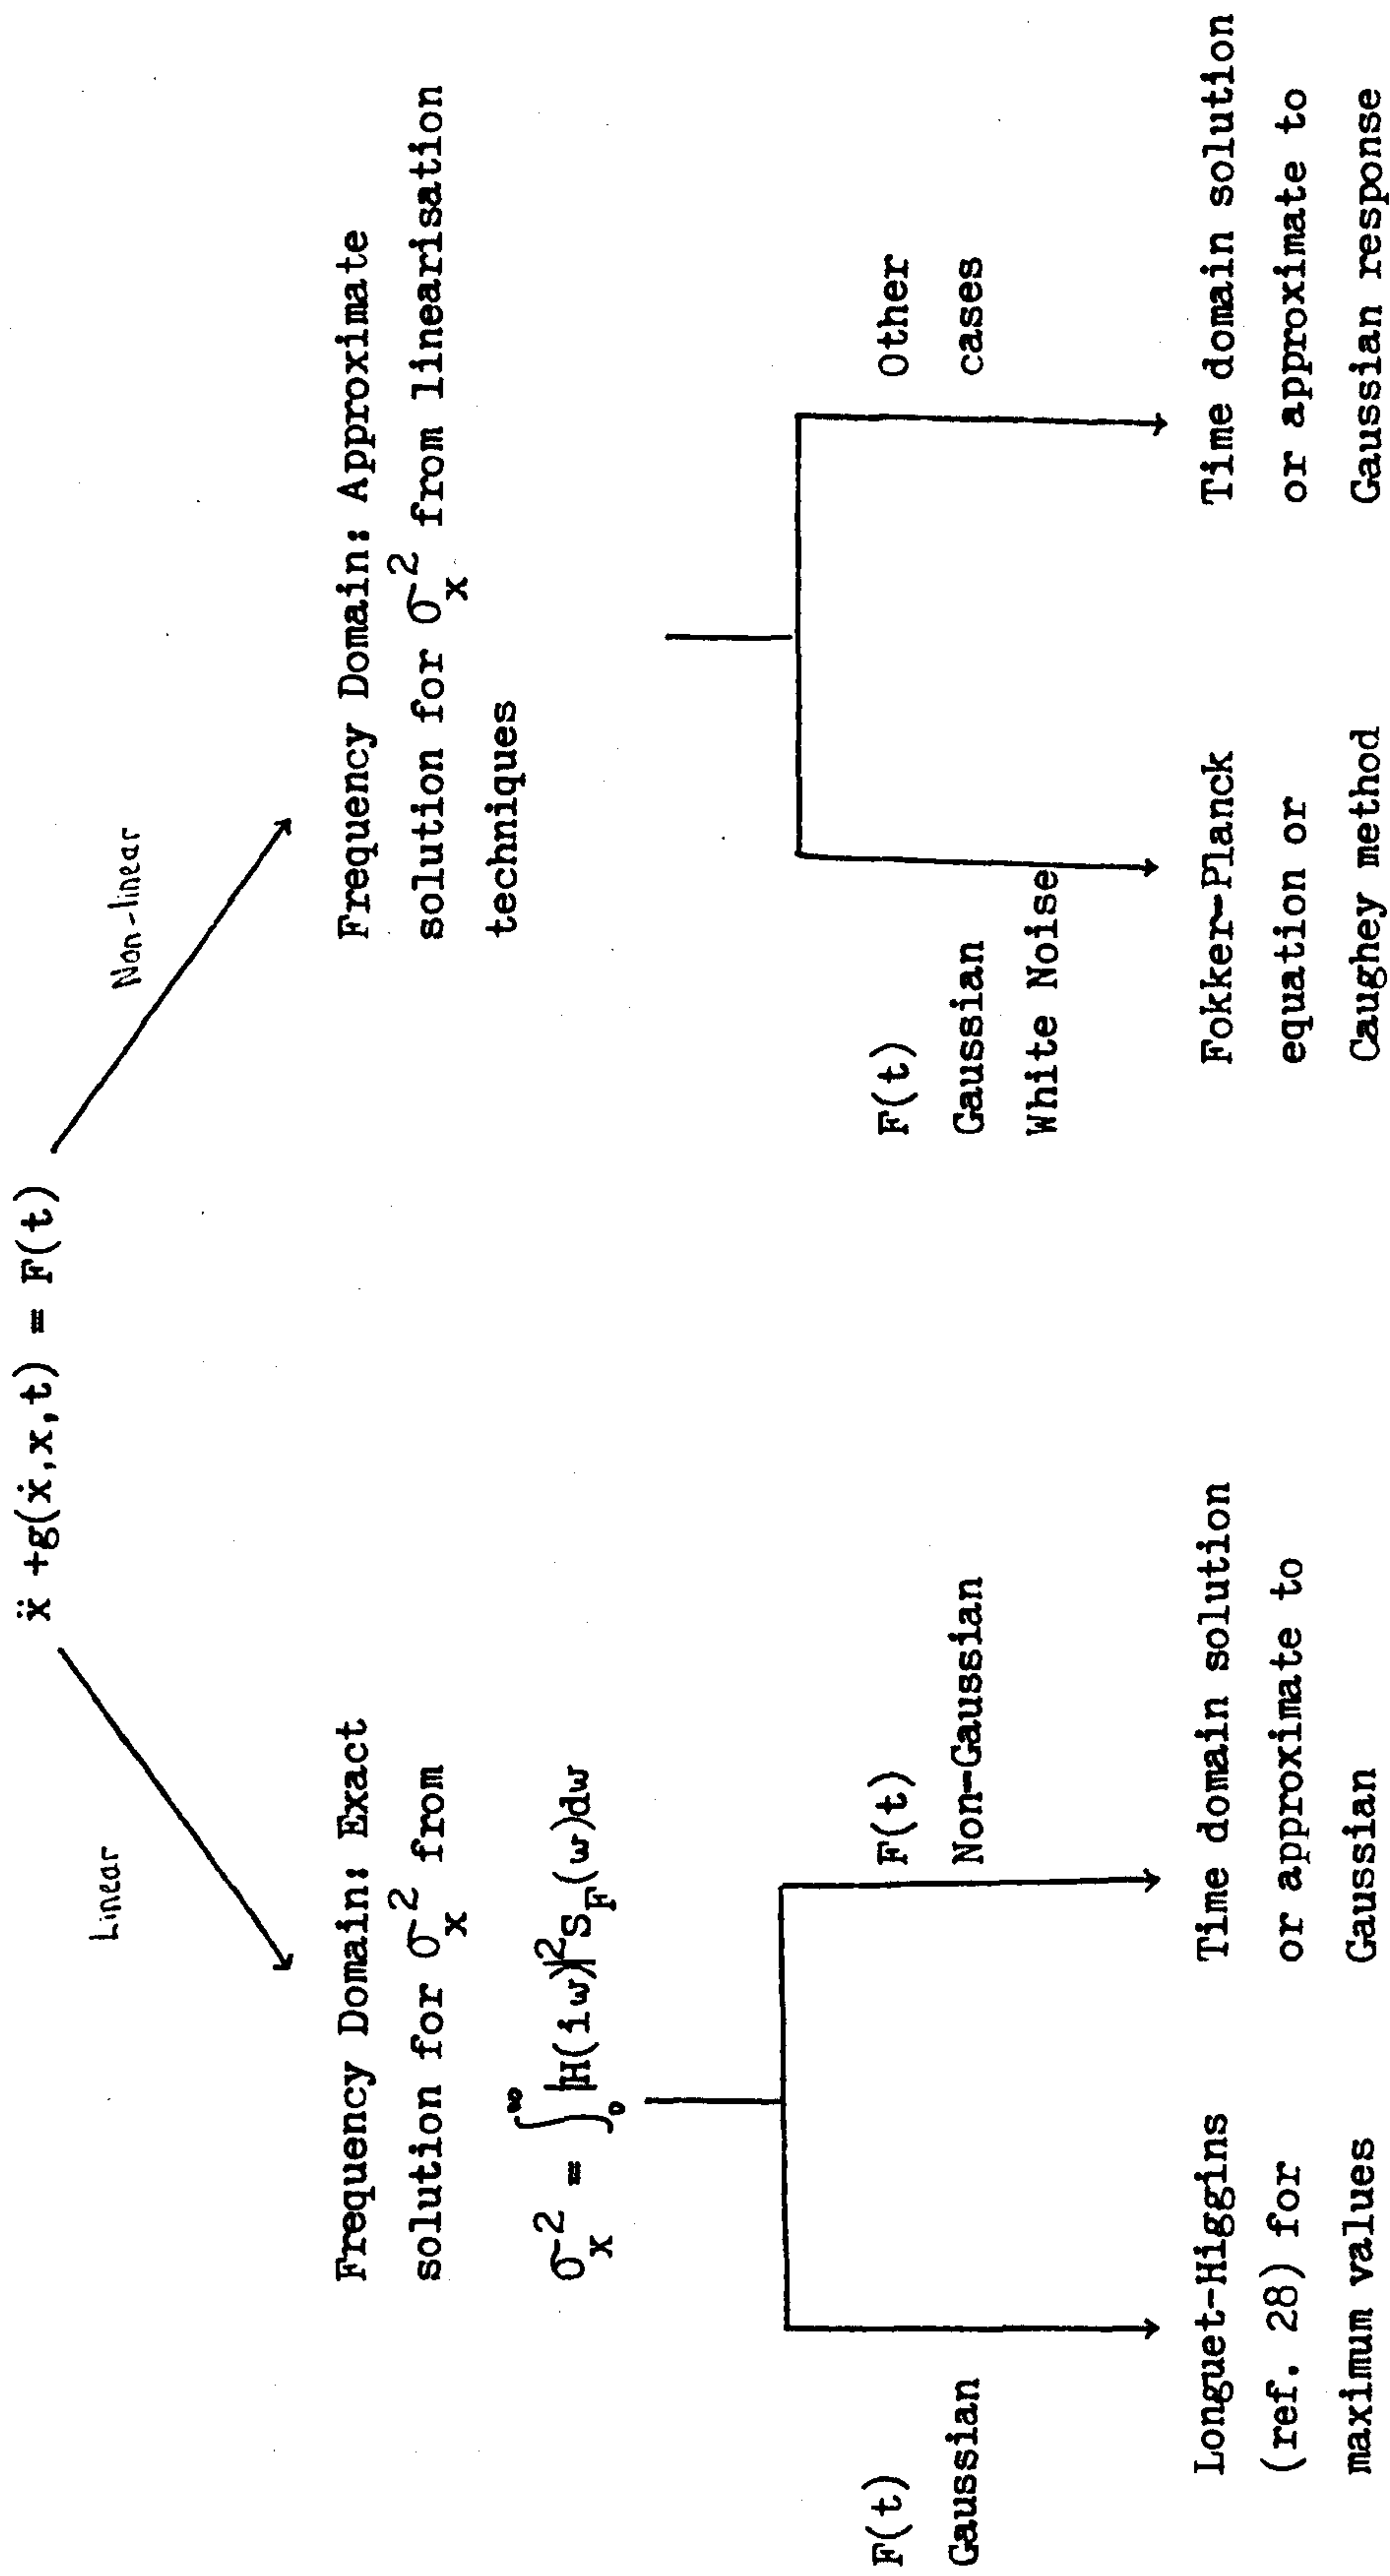 ẍ +g(ẋ,x,t) = F(t)
Linear
Non-linear
Frequency Domain: Exact
solution for σx² from
σx² = ∫₀^∞ |H(iω)|² S_F(ω)dω
F(t)
Gaussian
F(t)
Non-Gaussian
Longuet-Higgins
(ref. 28) for
maximum values
Time domain solution
or approximate to
Gaussian
Frequency Domain: Approximate
solution for σx² from linearisation
techniques
F(t)
Gaussian
White Noise
Other
cases
Fokker-Planck
equation or
Caughey method
Time domain solution
or approximate to
Gaussian response